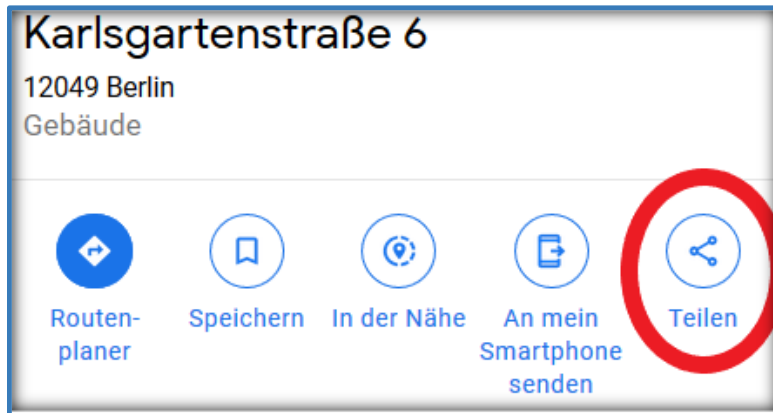 Karlsgartenstraße 6
12049 Berlin
Gebäude
Routen-
planer
Speichern
In der Nähe
An mein
Smartphone
senden
Teilen